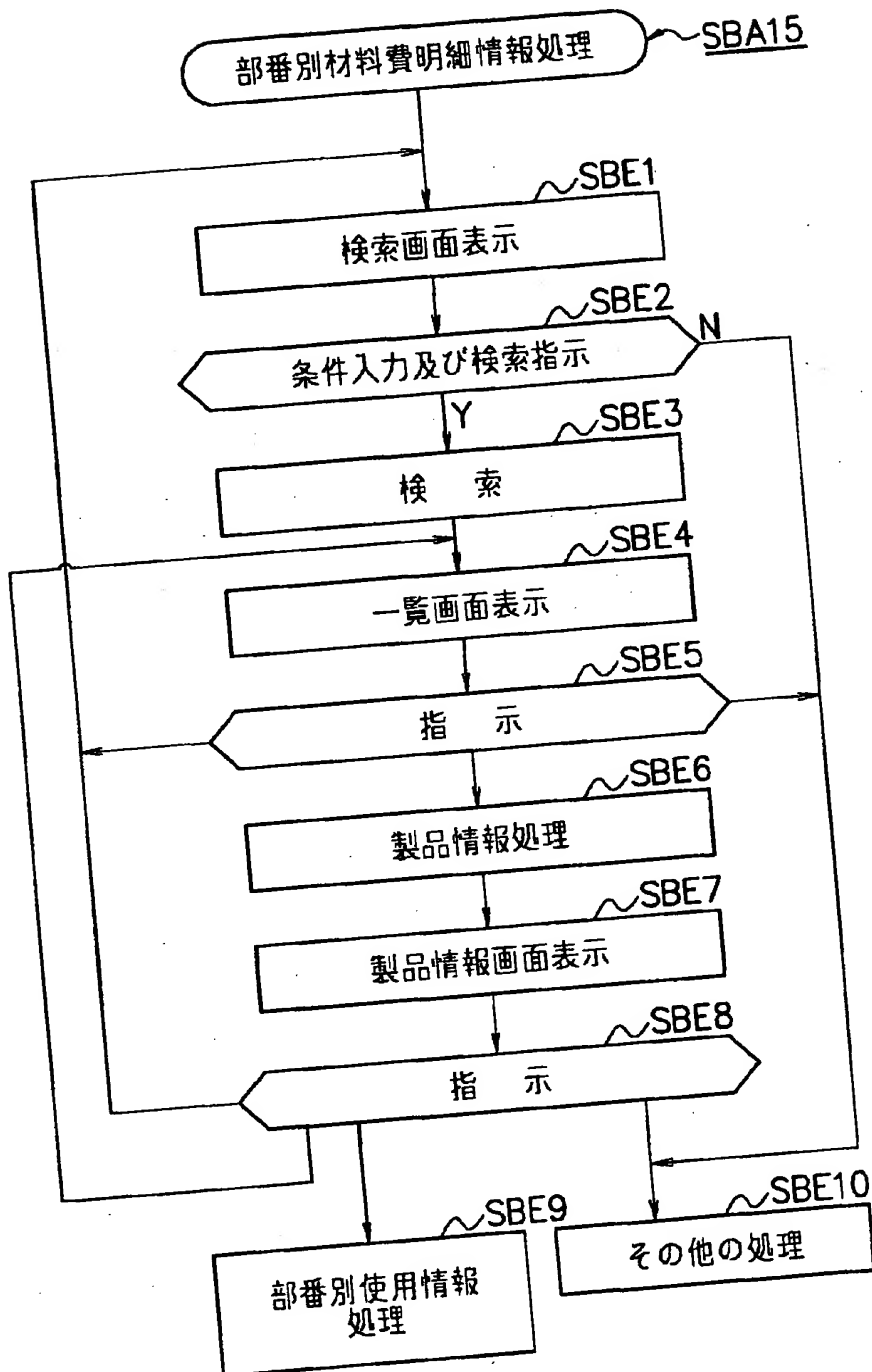 部番別材料費明細情報処理
SBA15
SBE1
検索画面表示
SBE2
N
条件入力及び検索指示
Y
SBE3
検 索
SBE4
一覧画面表示
SBE5
指 示
SBE6
製品情報処理
SBE7
製品情報画面表示
SBE8
指 示
SBE9
部番別使用情報
処理
SBE10
その他の処理